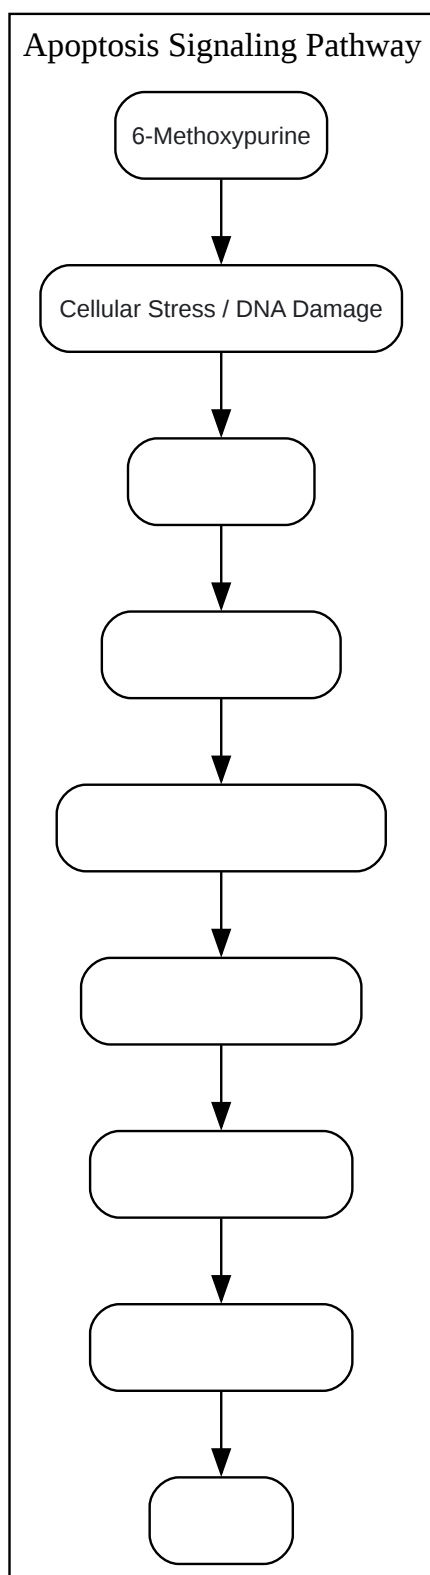 Apoptosis Signaling Pathway
6-Methoxypurine
Cellular Stress / DNA Damage